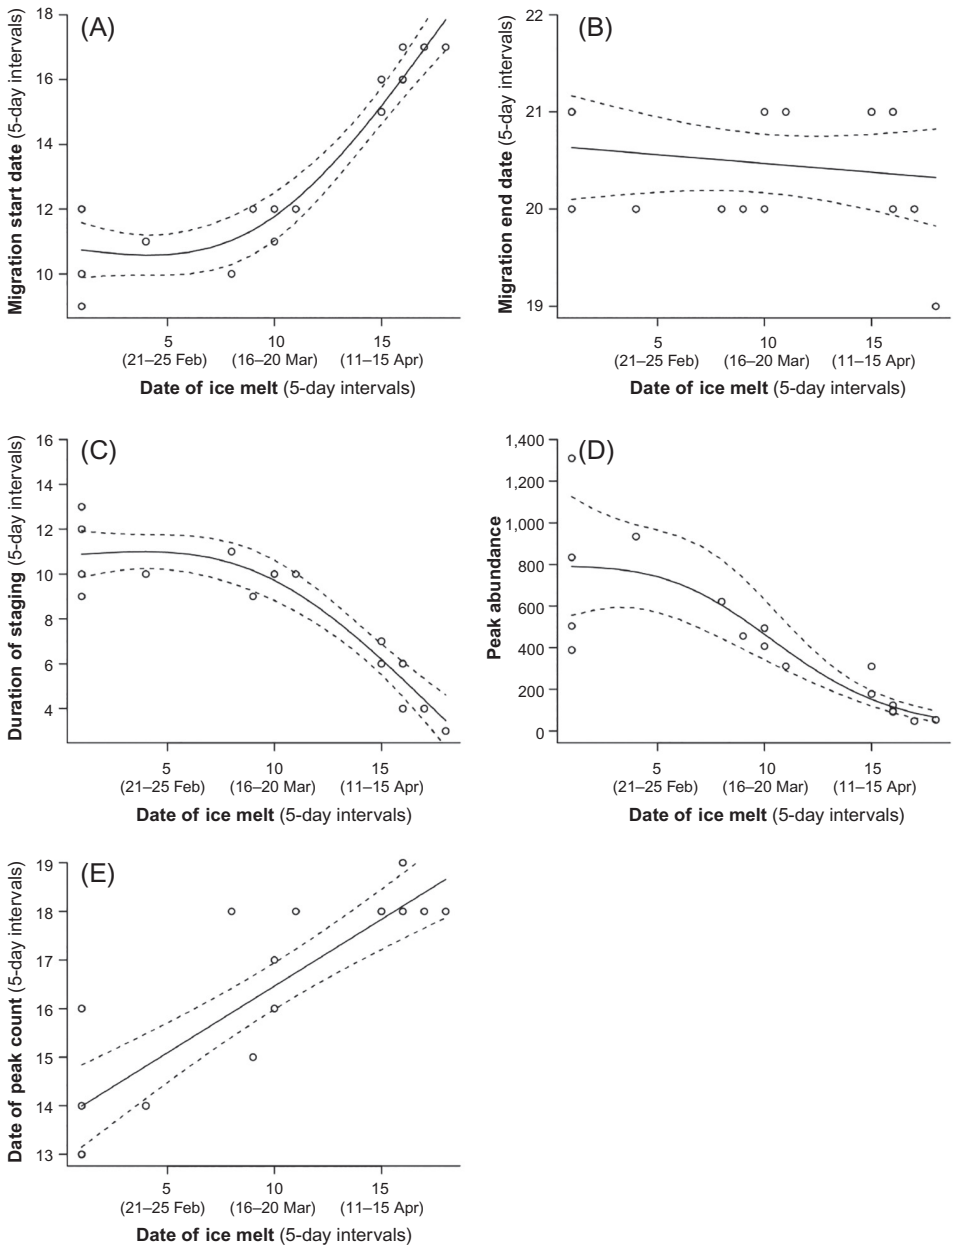 (A)
Migration start date (5-day intervals)
18
16
14
12
10
5
10
15
(21–25 Feb)
(16–20 Mar)
(11–15 Apr)
Date of ice melt (5-day intervals)
(B)
Migration end date (5-day intervals)
22
21
20
19
5
10
15
(21–25 Feb)
(16–20 Mar)
(11–15 Apr)
Date of ice melt (5-day intervals)
(C)
Duration of staging (5-day intervals)
16
14
12
10
8
6
4
5
10
15
(21–25 Feb)
(16–20 Mar)
(11–15 Apr)
Date of ice melt (5-day intervals)
(D)
Peak abundance
1,400
1,200
1,000
800
600
400
200
0
5
10
15
(21–25 Feb)
(16–20 Mar)
(11–15 Apr)
Date of ice melt (5-day intervals)
(E)
Date of peak count (5-day intervals)
19
18
17
16
15
14
13
5
10
15
(21–25 Feb)
(16–20 Mar)
(11–15 Apr)
Date of ice melt (5-day intervals)